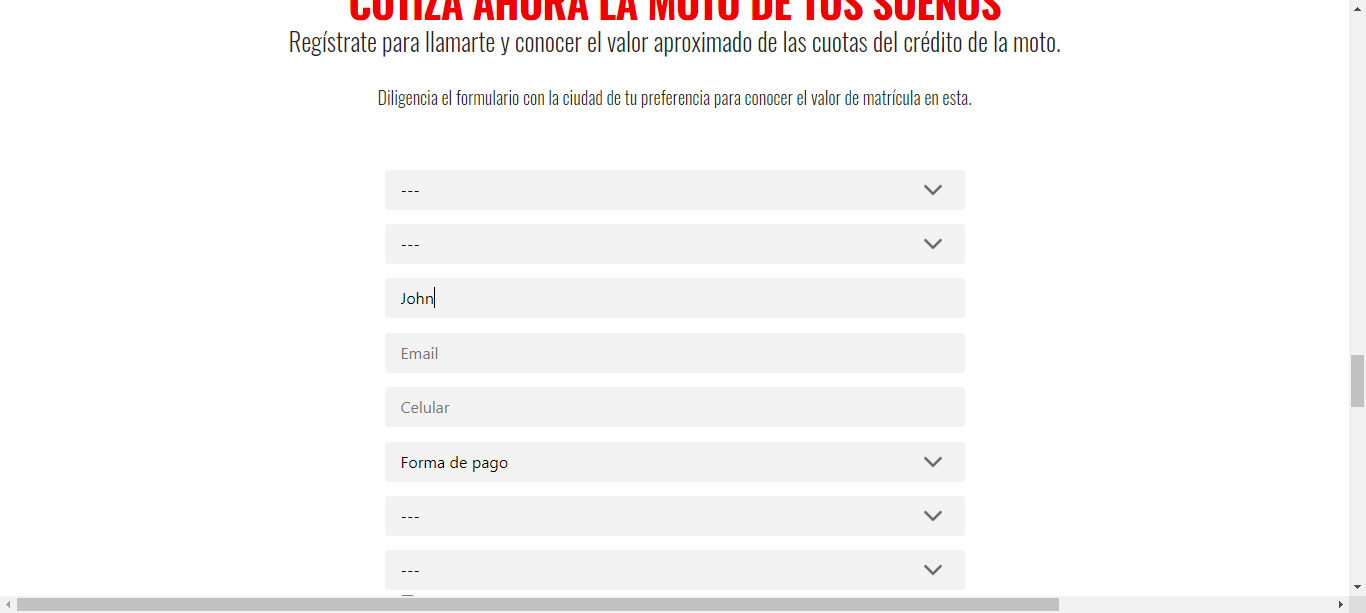 COTIZA AHORA LA MOTO DE TUS SUEÑOS
Regístrate para llamarte y conocer el valor aproximado de las cuotas del crédito de la moto.
Diligencia el formulario con la ciudad de tu preferencia para conocer el valor de matrícula en esta.
---
---
John
Email
Celular
Forma de pago
---
---